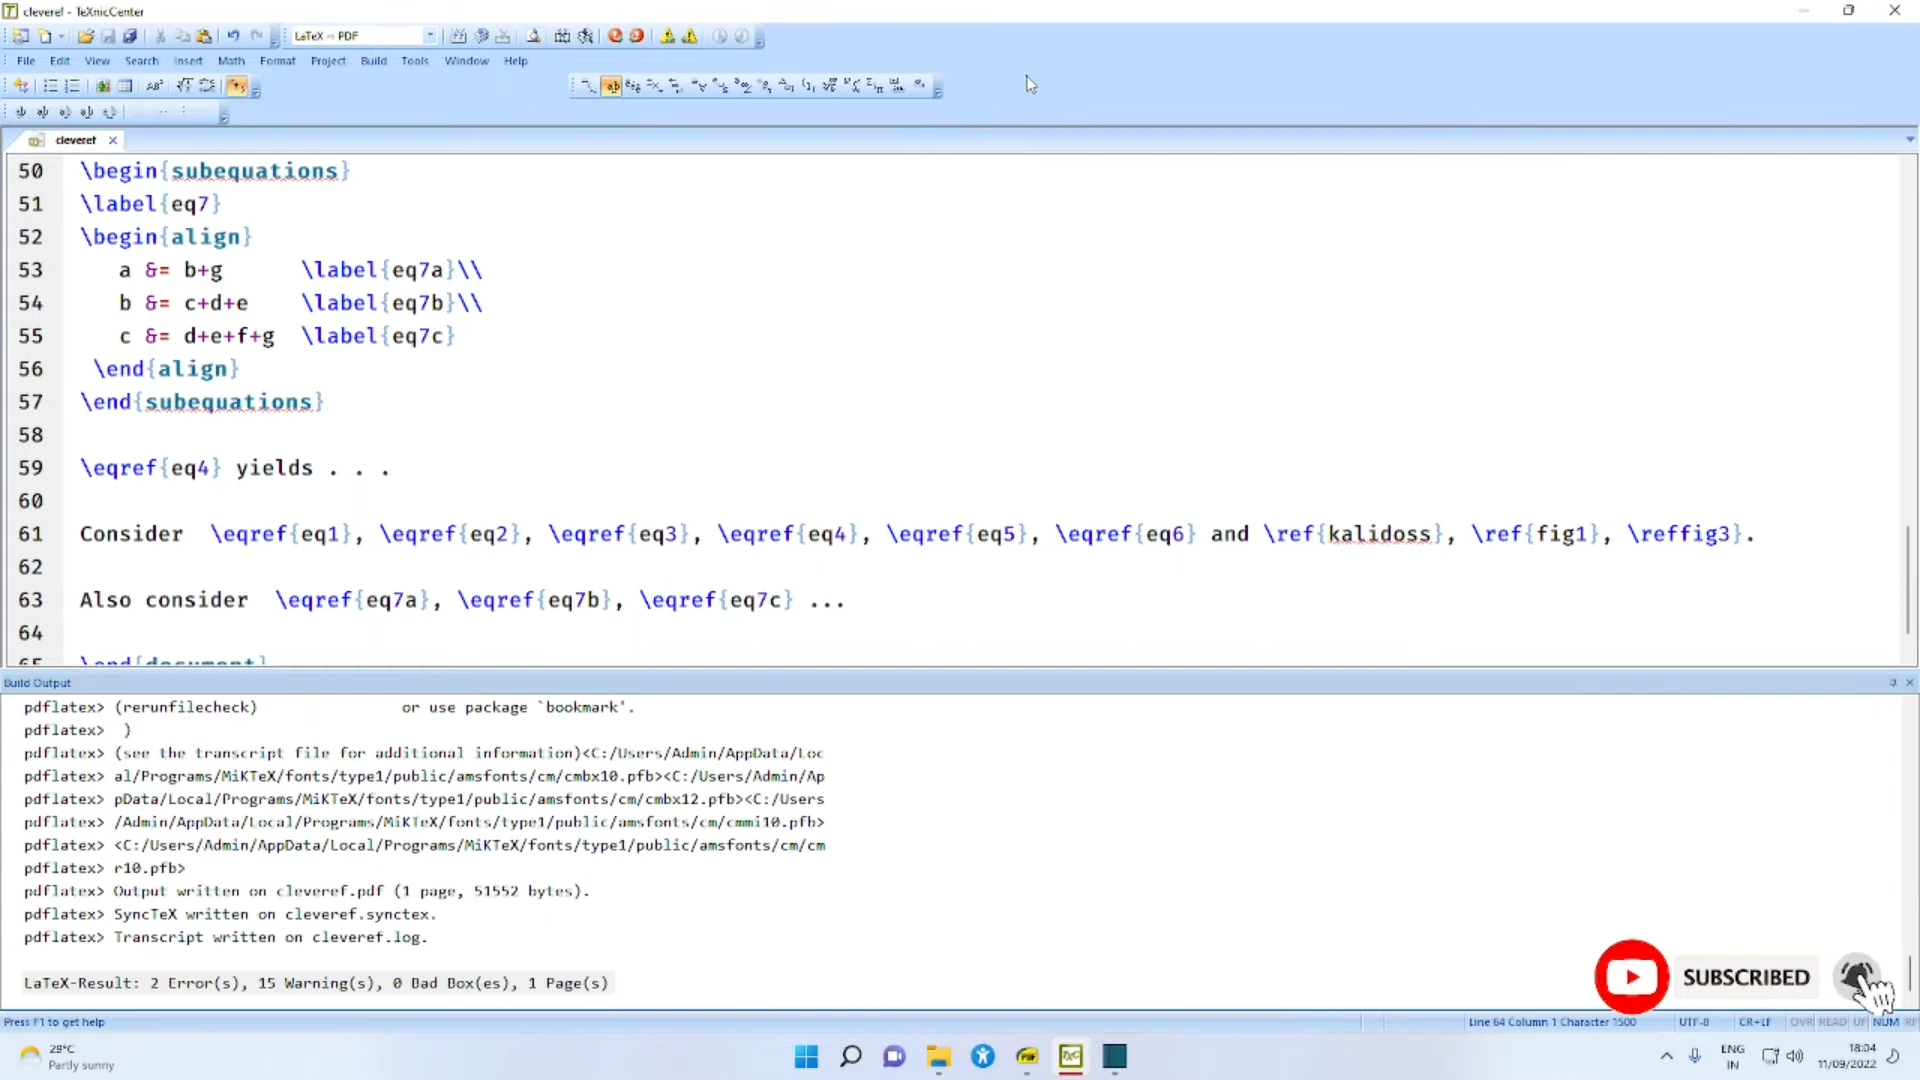 cleveref - TeXnicCenter
LaTeX → PDF
File Edit View Search Insert Math Format Project Build Tools Window Help
cleveref
50 \begin{subequations}
51 \label{eq7}
52 \begin{align}
53 a &= b+g \label{eq7a}\\
54 b &= c+d+e \label{eq7b}\\
55 c &= d+e+f+g \label{eq7c}
56 \end{align}
57 \end{subequations}
58
59 \eqref{eq4} yields . . .
60
61 Consider \eqref{eq1}, \eqref{eq2}, \eqref{eq3}, \eqref{eq4}, \eqref{eq5}, \eqref{eq6} and \ref{kalidoss}, \ref{fig1}, \reffig3}.
62
63 Also consider \eqref{eq7a}, \eqref{eq7b}, \eqref{eq7c} ...
64
65 \end{document}
Build Output
pdflatex> (rerunfilecheck) or use package `bookmark'.
pdflatex> )
pdflatex> (see the transcript file for additional information)<C:/Users/Admin/AppData/Loc
pdflatex> al/Programs/MiKTeX/fonts/type1/public/amsfonts/cm/cmbx10.pfb><C:/Users/Admin/Ap
pdflatex> pData/Local/Programs/MiKTeX/fonts/type1/public/amsfonts/cm/cmbx12.pfb><C:/Users
pdflatex> /Admin/AppData/Local/Programs/MiKTeX/fonts/type1/public/amsfonts/cm/cmmi10.pfb>
pdflatex> <C:/Users/Admin/AppData/Local/Programs/MiKTeX/fonts/type1/public/amsfonts/cm/cm
pdflatex> r10.pfb>
pdflatex> Output written on cleveref.pdf (1 page, 51552 bytes).
pdflatex> SyncTeX written on cleveref.synctex.
pdflatex> Transcript written on cleveref.log.
LaTeX-Result: 2 Error(s), 15 Warning(s), 0 Bad Box(es), 1 Page(s)
SUBSCRIBED
Press F1 to get help
Line 64 Column 1 Character 1500 UTF-8 CR+LF OVR READ NUM
29°C
Partly sunny
ENG
IN
18:04
11/09/2022